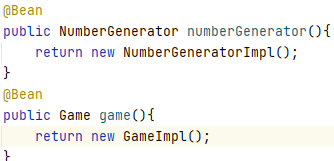 @Bean
public NumberGenerator numberGenerator(){
    return new NumberGeneratorImpl();
}
@Bean
public Game game(){
    return new GameImpl();
}